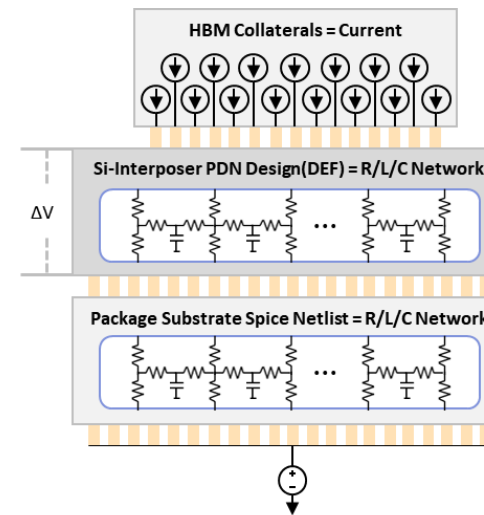 HBM Collaterals = Current
Si-Interposer PDN Design(DEF) = R/L/C Network
ΔV
...
Package Substrate Spice Netlist = R/L/C Network
...
+
−